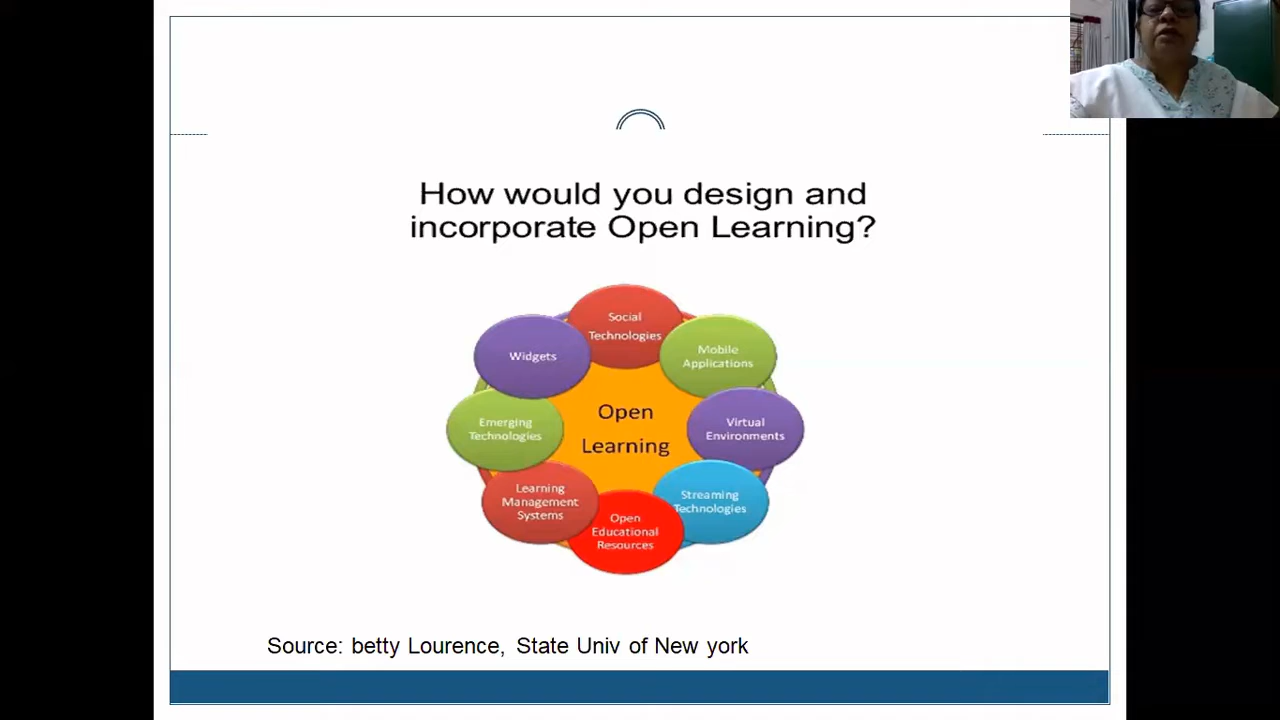 How would you design and
incorporate Open Learning?
Social
Technologies
Widgets
Mobile
Applications
Open
Learning
Emerging
Technologies
Virtual
Environments
Learning
Management
Systems
Streaming
Technologies
Open
Educational
Resources
Source: betty Lourence, State Univ of New york